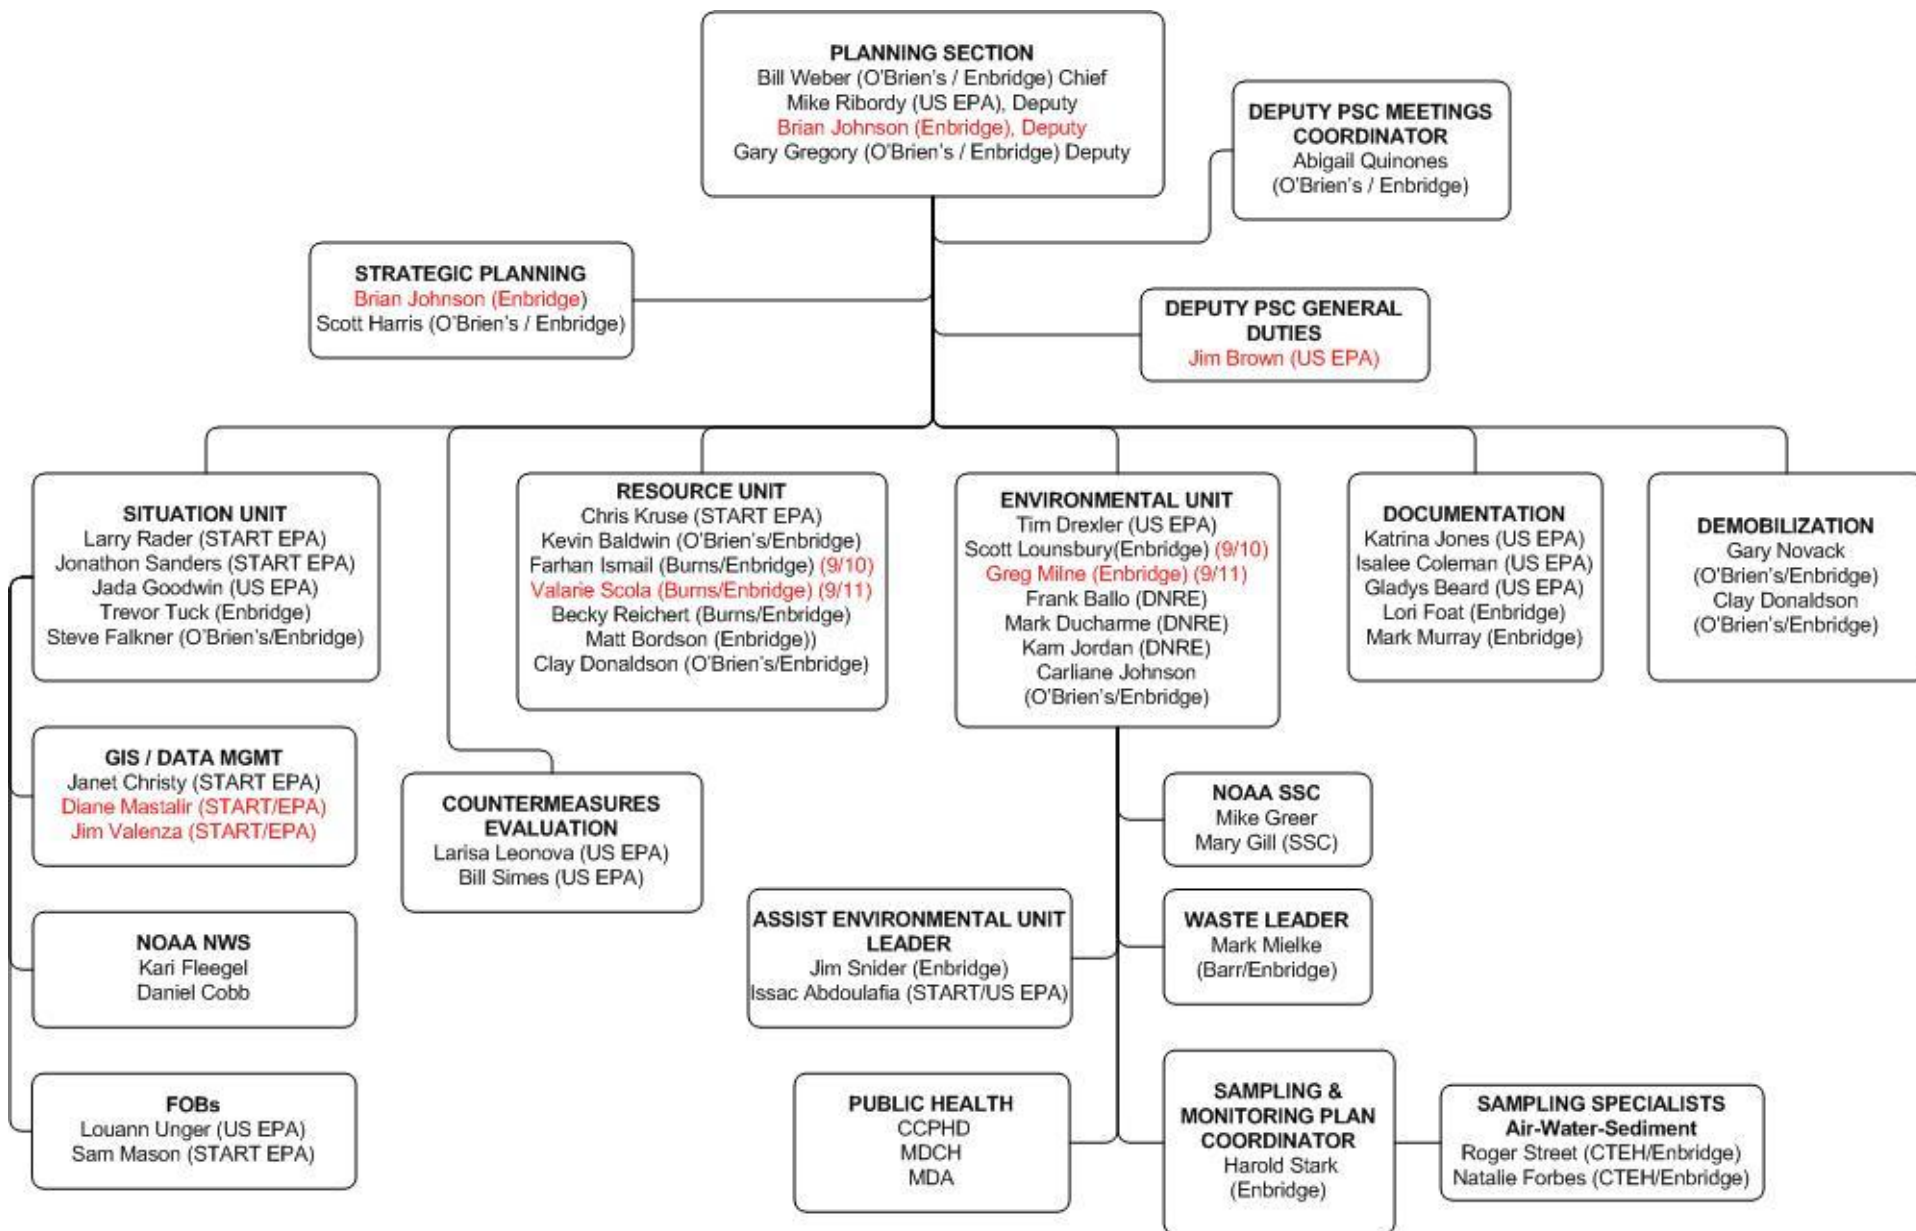 PLANNING SECTION
Bill Weber (O'Brien's / Enbridge) Chief
Mike Ribordy (US EPA), Deputy
Brian Johnson (Enbridge), Deputy
Gary Gregory (O'Brien's / Enbridge) Deputy
DEPUTY PSC MEETINGS
COORDINATOR
Abigail Quinones
(O'Brien's / Enbridge)
STRATEGIC PLANNING
Brian Johnson (Enbridge)
Scott Harris (O'Brien's / Enbridge)
DEPUTY PSC GENERAL
DUTIES
Jim Brown (US EPA)
SITUATION UNIT
Larry Rader (START EPA)
Jonathon Sanders (START EPA)
Jada Goodwin (US EPA)
Trevor Tuck (Enbridge)
Steve Falkner (O'Brien's/Enbridge)
RESOURCE UNIT
Chris Kruse (START EPA)
Kevin Baldwin (O'Brien's/Enbridge)
Farhan Ismail (Burns/Enbridge) (9/10)
Valarie Scola (Burns/Enbridge) (9/11)
Becky Reichert (Burns/Enbridge)
Matt Bordson (Enbridge))
Clay Donaldson (O'Brien's/Enbridge)
ENVIRONMENTAL UNIT
Tim Drexler (US EPA)
Scott Lounsbury(Enbridge) (9/10)
Greg Milne (Enbridge) (9/11)
Frank Ballo (DNRE)
Mark Ducharme (DNRE)
Kam Jordan (DNRE)
Carliane Johnson
(O'Brien's/Enbridge)
DOCUMENTATION
Katrina Jones (US EPA)
Isalee Coleman (US EPA)
Gladys Beard (US EPA)
Lori Foat (Enbridge)
Mark Murray (Enbridge)
DEMOBILIZATION
Gary Novack
(O'Brien's/Enbridge)
Clay Donaldson
(O'Brien's/Enbridge)
GIS / DATA MGMT
Janet Christy (START EPA)
Diane Mastalir (START/EPA)
Jim Valenza (START/EPA)
COUNTERMEASURES
EVALUATION
Larisa Leonova (US EPA)
Bill Simes (US EPA)
NOAA SSC
Mike Greer
Mary Gill (SSC)
ASSIST ENVIRONMENTAL UNIT
LEADER
Jim Snider (Enbridge)
Issac Abdoulafia (START/US EPA)
WASTE LEADER
Mark Mielke
(Barr/Enbridge)
NOAA NWS
Kari Fleegel
Daniel Cobb
FOBs
Louann Unger (US EPA)
Sam Mason (START EPA)
PUBLIC HEALTH
CCPHD
MDCH
MDA
SAMPLING &
MONITORING PLAN
COORDINATOR
Harold Stark
(Enbridge)
SAMPLING SPECIALISTS
Air-Water-Sediment
Roger Street (CTEH/Enbridge)
Natalie Forbes (CTEH/Enbridge)